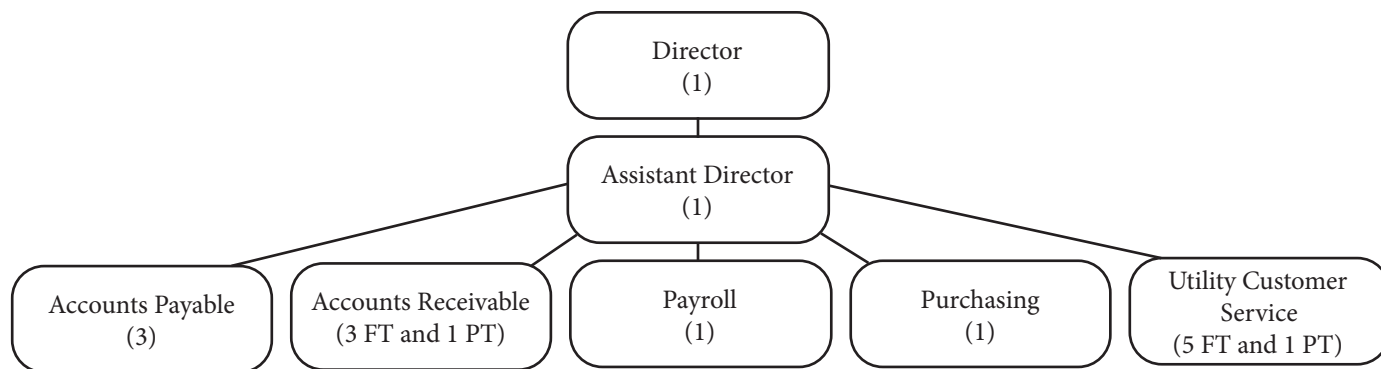 Director
(1)
Assistant Director
(1)
Accounts Payable
(3)
Accounts Receivable
(3 FT and 1 PT)
Payroll
(1)
Purchasing
(1)
Utility Customer
Service
(5 FT and 1 PT)